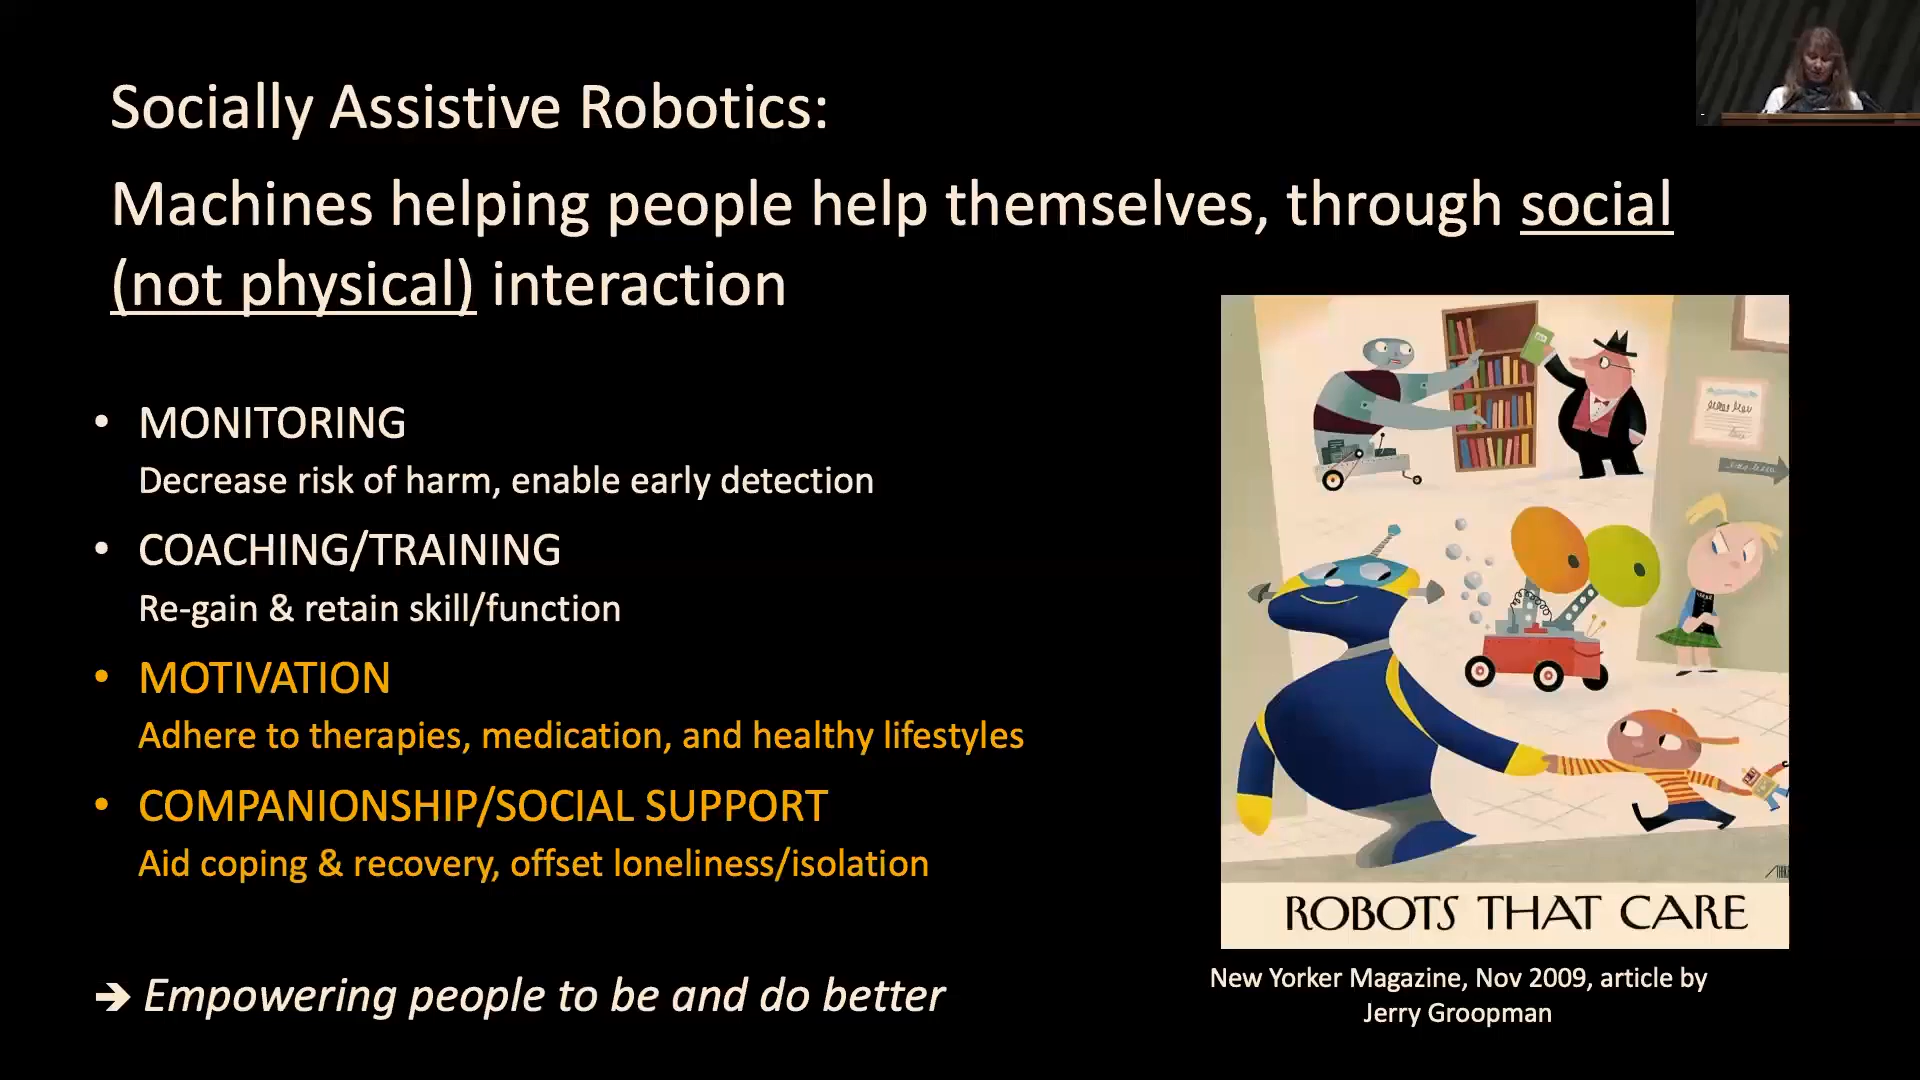 Socially Assistive Robotics:
Machines helping people help themselves, through social
(not physical) interaction
• MONITORING
Decrease risk of harm, enable early detection
• COACHING/TRAINING
Re-gain & retain skill/function
• MOTIVATION
Adhere to therapies, medication, and healthy lifestyles
• COMPANIONSHIP/SOCIAL SUPPORT
Aid coping & recovery, offset loneliness/isolation
➔ Empowering people to be and do better
ROBOTS THAT CARE
New Yorker Magazine, Nov 2009, article by
Jerry Groopman